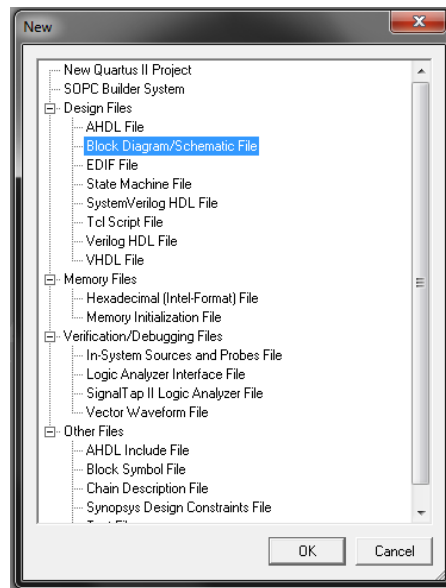 New
New Quartus II Project
SOPC Builder System
Design Files
AHDL File
Block Diagram/Schematic File
EDIF File
State Machine File
SystemVerilog HDL File
Tcl Script File
Verilog HDL File
VHDL File
Memory Files
Hexadecimal (Intel-Format) File
Memory Initialization File
Verification/Debugging Files
In-System Sources and Probes File
Logic Analyzer Interface File
SignalTap II Logic Analyzer File
Vector Waveform File
Other Files
AHDL Include File
Block Symbol File
Chain Description File
Synopsys Design Constraints File
OK Cancel